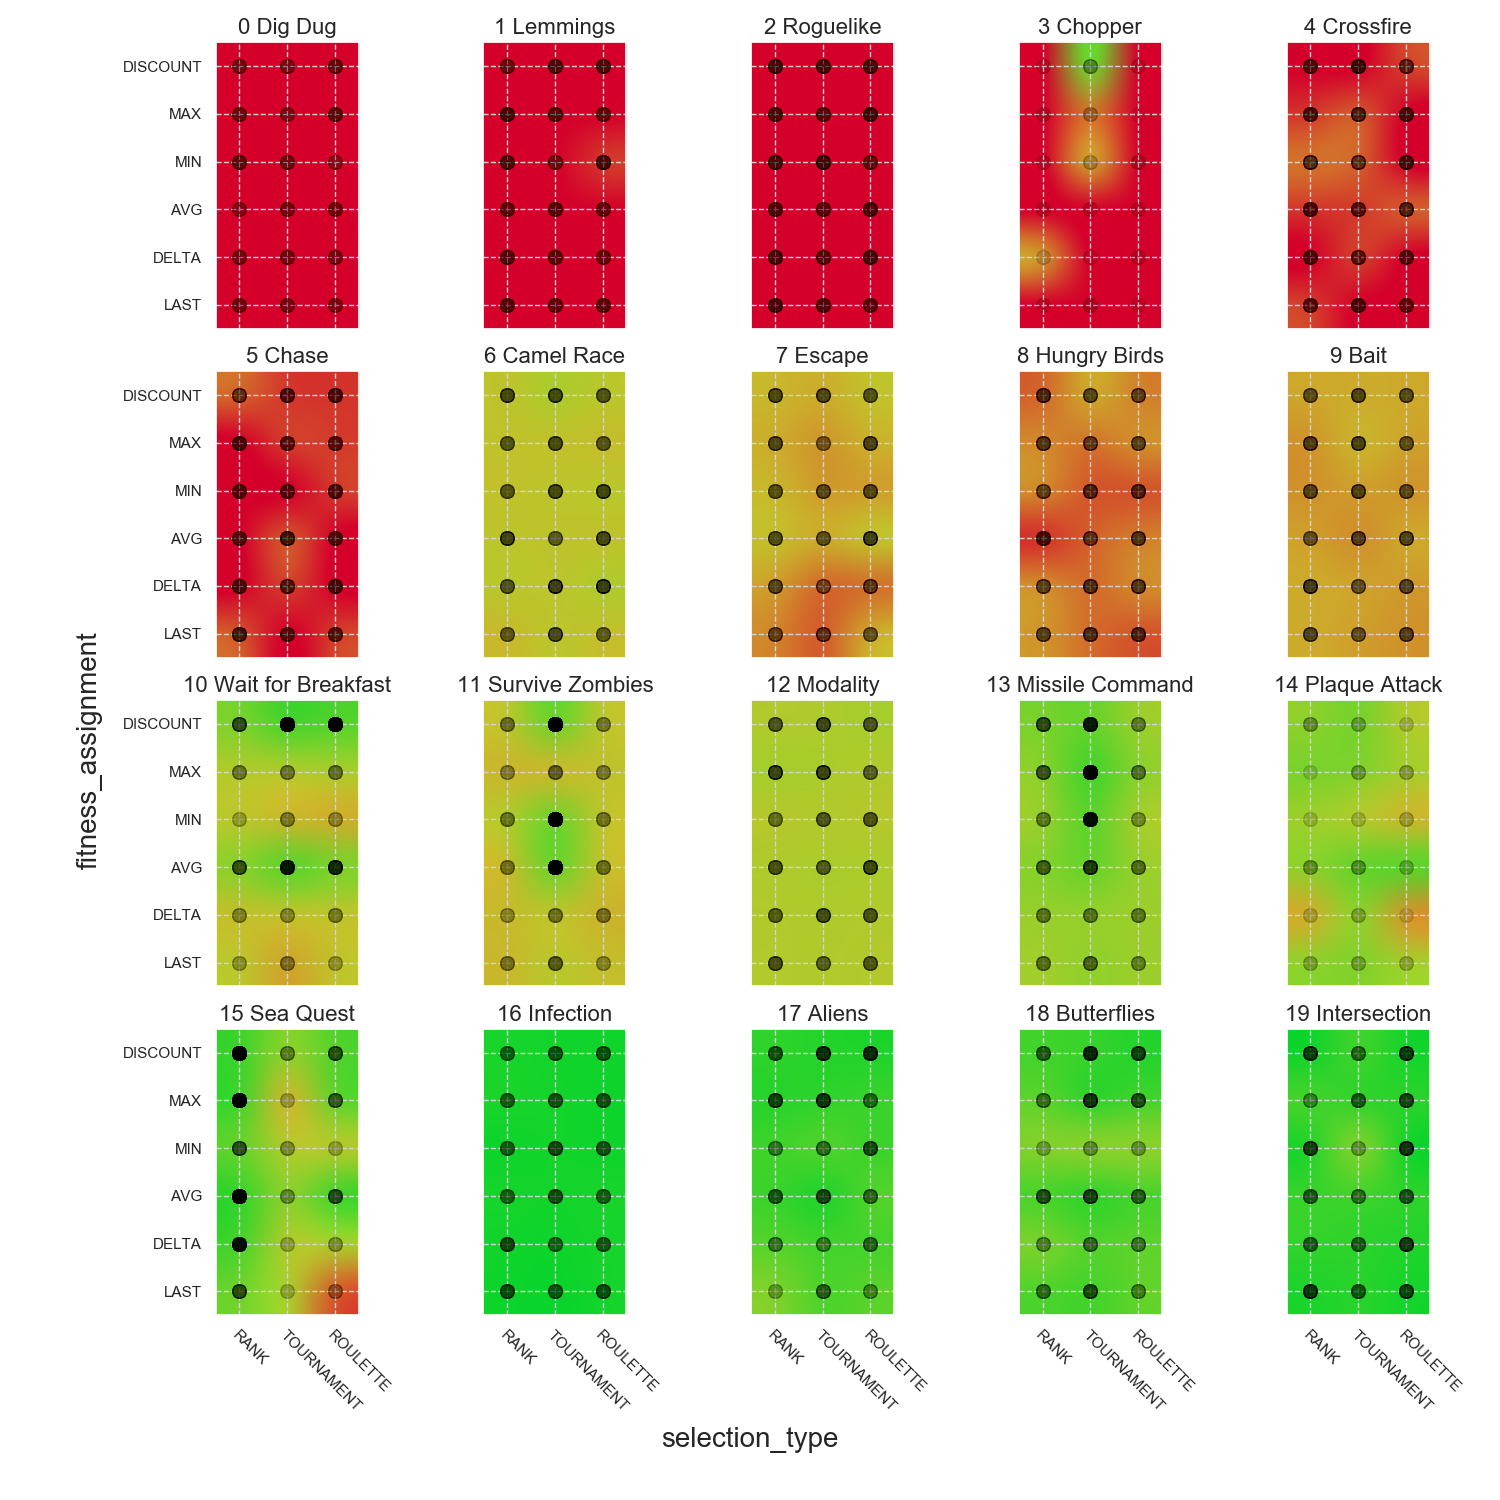 0 Dig Dug
1 Lemmings
2 Roguelike
3 Chopper
4 Crossfire
DISCOUNT
MAX
MIN
AVG
DELTA
LAST
5 Chase
6 Camel Race
7 Escape
8 Hungry Birds
9 Bait
DISCOUNT
MAX
MIN
AVG
DELTA
LAST
fitness_assignment
10 Wait for Breakfast
11 Survive Zombies
12 Modality
13 Missile Command
14 Plaque Attack
DISCOUNT
MAX
MIN
AVG
DELTA
LAST
15 Sea Quest
16 Infection
17 Aliens
18 Butterflies
19 Intersection
DISCOUNT
MAX
MIN
AVG
DELTA
LAST
RANK
TOURNAMENT
ROULETTE
RANK
TOURNAMENT
ROULETTE
RANK
TOURNAMENT
ROULETTE
RANK
TOURNAMENT
ROULETTE
RANK
TOURNAMENT
ROULETTE
selection_type